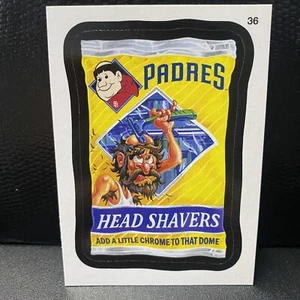 36
PADRES
HEAD SHAVERS
ADD A LITTLE CHROME TO THAT DOME